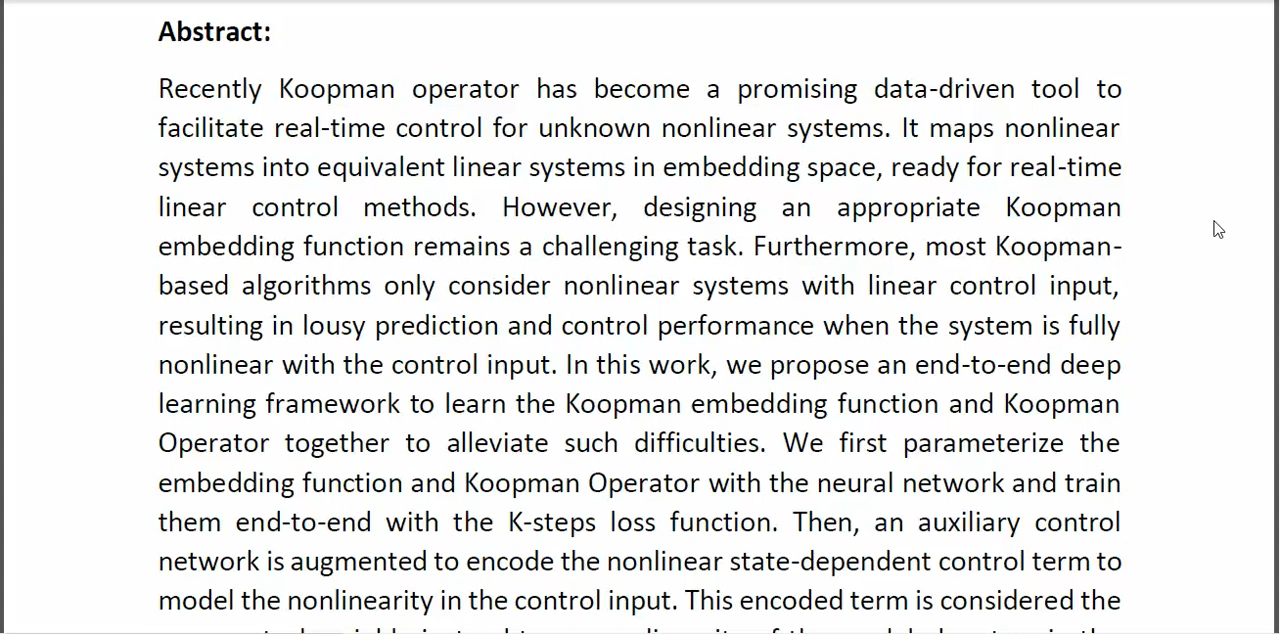 Abstract:
Recently Koopman operator has become a promising data-driven tool to
facilitate real-time control for unknown nonlinear systems. It maps nonlinear
systems into equivalent linear systems in embedding space, ready for real-time
linear control methods. However, designing an appropriate Koopman
embedding function remains a challenging task. Furthermore, most Koopman-
based algorithms only consider nonlinear systems with linear control input,
resulting in lousy prediction and control performance when the system is fully
nonlinear with the control input. In this work, we propose an end-to-end deep
learning framework to learn the Koopman embedding function and Koopman
Operator together to alleviate such difficulties. We first parameterize the
embedding function and Koopman Operator with the neural network and train
them end-to-end with the K-steps loss function. Then, an auxiliary control
network is augmented to encode the nonlinear state-dependent control term to
model the nonlinearity in the control input. This encoded term is considered the